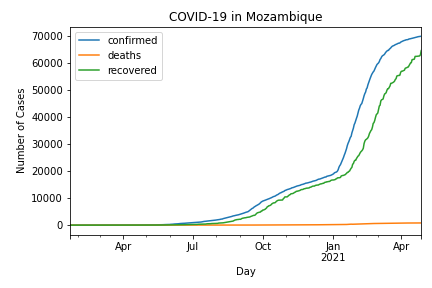 COVID-19 in Mozambique
confirmed
deaths
recovered
Number of Cases
70000
60000
50000
40000
30000
20000
10000
0
Apr
Jul
Oct
Jan
2021
Apr
Day